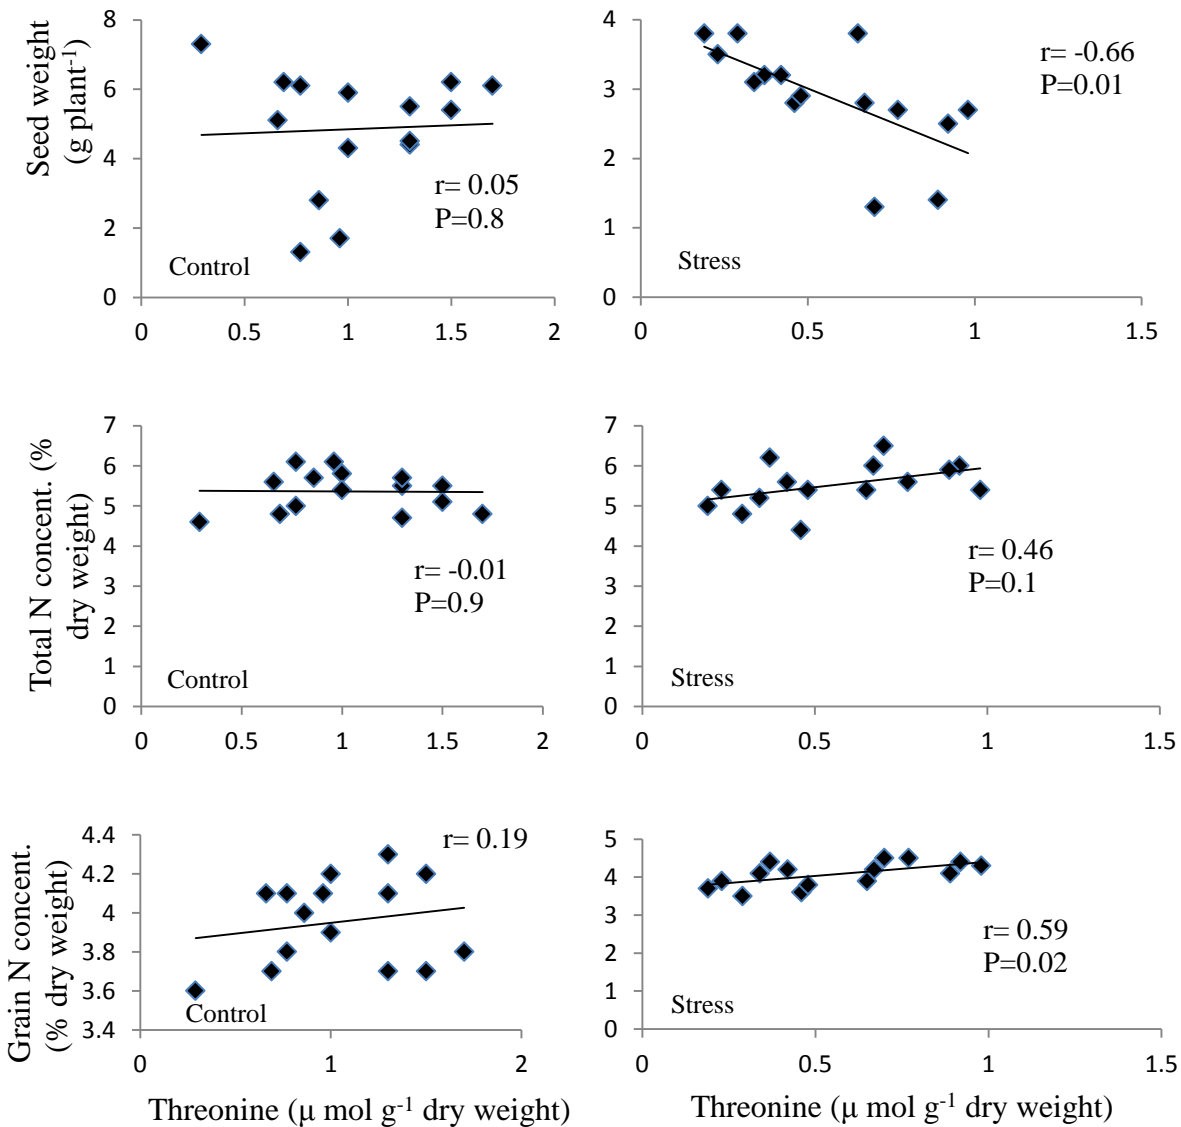 Seed weight
(g plant-1)
8
6
4
2
0
r= 0.05
P=0.8
Control
0
0.5
1
1.5
2
4
3
2
1
0
r= -0.66
P=0.01
Stress
0
0.5
1
1.5
Total N concent. (%
dry weight)
7
6
5
4
3
2
1
0
r= -0.01
P=0.9
Control
0
0.5
1
1.5
2
7
6
5
4
3
2
1
0
r= 0.46
P=0.1
Stress
0
0.5
1
1.5
Grain N concent.
(% dry weight)
4.4
4.2
4
3.8
3.6
3.4
r= 0.19
Control
0
1
2
Threonine (μ mol g-1 dry weight)
5
4
3
2
1
0
r= 0.59
P=0.02
Stress
0
0.5
1
1.5
Threonine (μ mol g-1 dry weight)